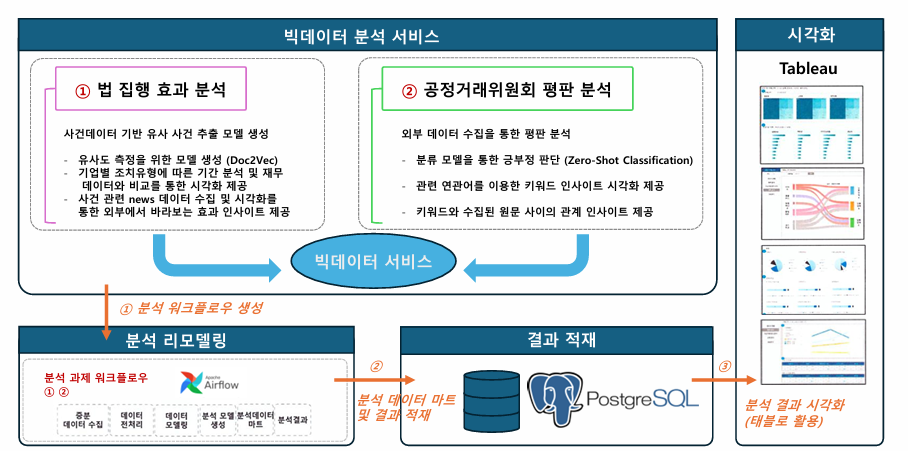 빅데이터 분석 서비스
① 법 집행 효과 분석
사건데이터 기반 유사 사건 추출 모델 생성
- 유사도 측정을 위한 모델 생성 (Doc2Vec)
- 기업별 조치유형에 따른 기간 분석 및 재무
데이터와 비교를 통한 시각화 제공
- 사건 관련 news 데이터 수집 및 시각화를
통한 외부에서 바라보는 효과 인사이트 제공
② 공정거래위원회 평판 분석
외부 데이터 수집을 통한 평판 분석
- 분류 모델을 통한 긍부정 판단 (Zero-Shot Classification)
- 관련 연관어를 이용한 키워드 인사이트 시각화 제공
- 키워드와 수집된 원문 사이의 관계 인사이트 제공
빅데이터 서비스
① 분석 워크플로우 생성
분석 리모델링
분석 과제 워크플로우
① ②
Apache
Airflow
증분
데이터 수집
데이터
전처리
데이터
모델링
분석 모델
생성
분석데이터
마트
분석결과
②
분석 데이터 마트
및 결과 적재
결과 적재
PostgreSQL
③
시각화
Tableau
분석 결과 시각화
(태블로 활용)